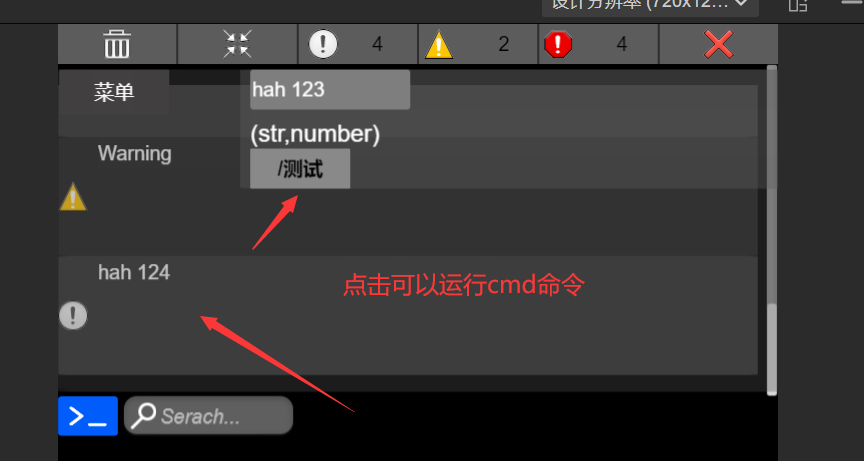 设计分辨率 (720x12...
4
2
4
菜单
hah 123
(str,number)
/测试
Warning
hah 124
点击可以运行cmd命令
>_
Serach...